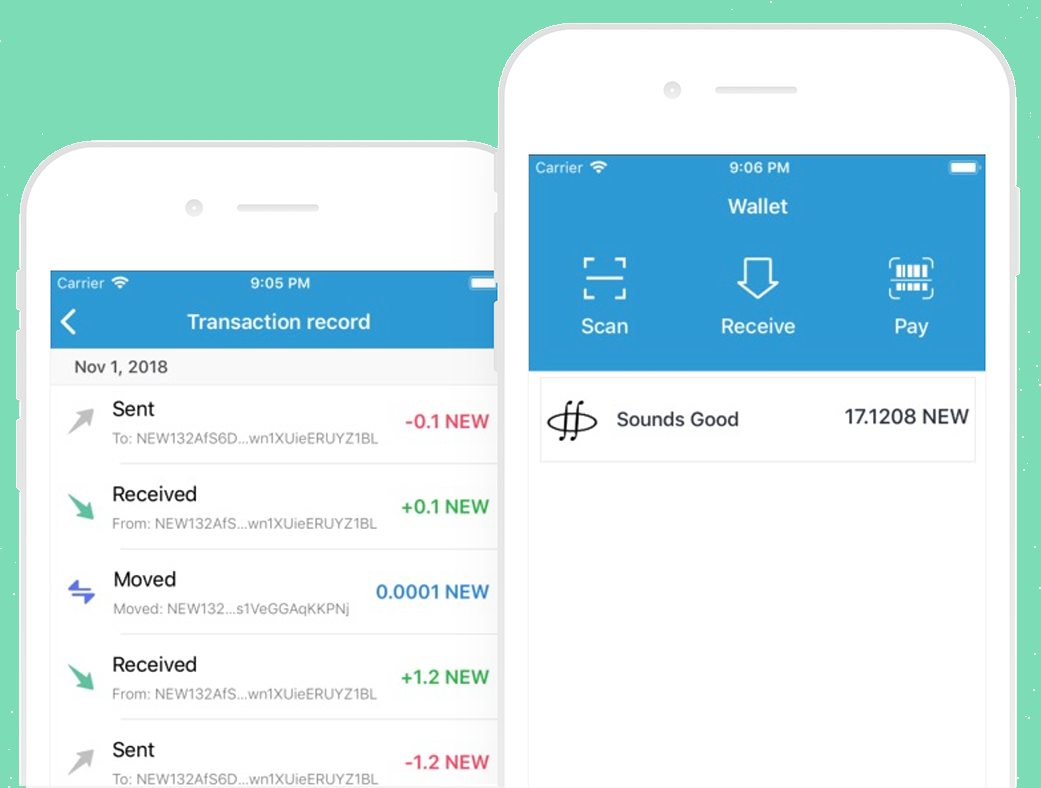 Carrier
9:05 PM
Transaction record
Nov 1, 2018
Sent
-0.1 NEW
To: NEW132AfS6D...wn1XUieERUYZ1BL
Received
+0.1 NEW
From: NEW132AfS...wn1XUieERUYZ1BL
Moved
0.0001 NEW
Moved: NEW132...s1VeGGAqKKPNj
Received
+1.2 NEW
From: NEW132AfS...wn1XUieERUYZ1BL
Sent
-1.2 NEW
To: NEW132AfS6D...wn1XUieERUYZ1BL
Carrier
9:06 PM
Wallet
Scan
Receive
Pay
Sounds Good
17.1208 NEW